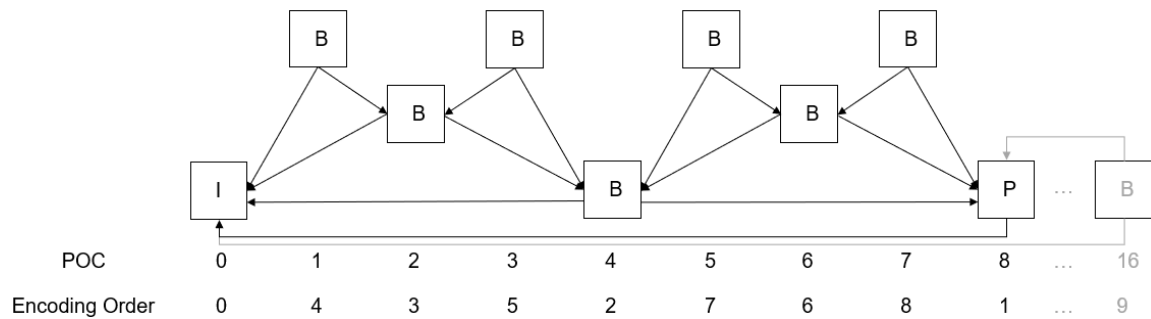 B B B B
B B
I B P ... B
POC 0 1 2 3 4 5 6 7 8 ... 16
Encoding Order 0 4 3 5 2 7 6 8 1 ... 9